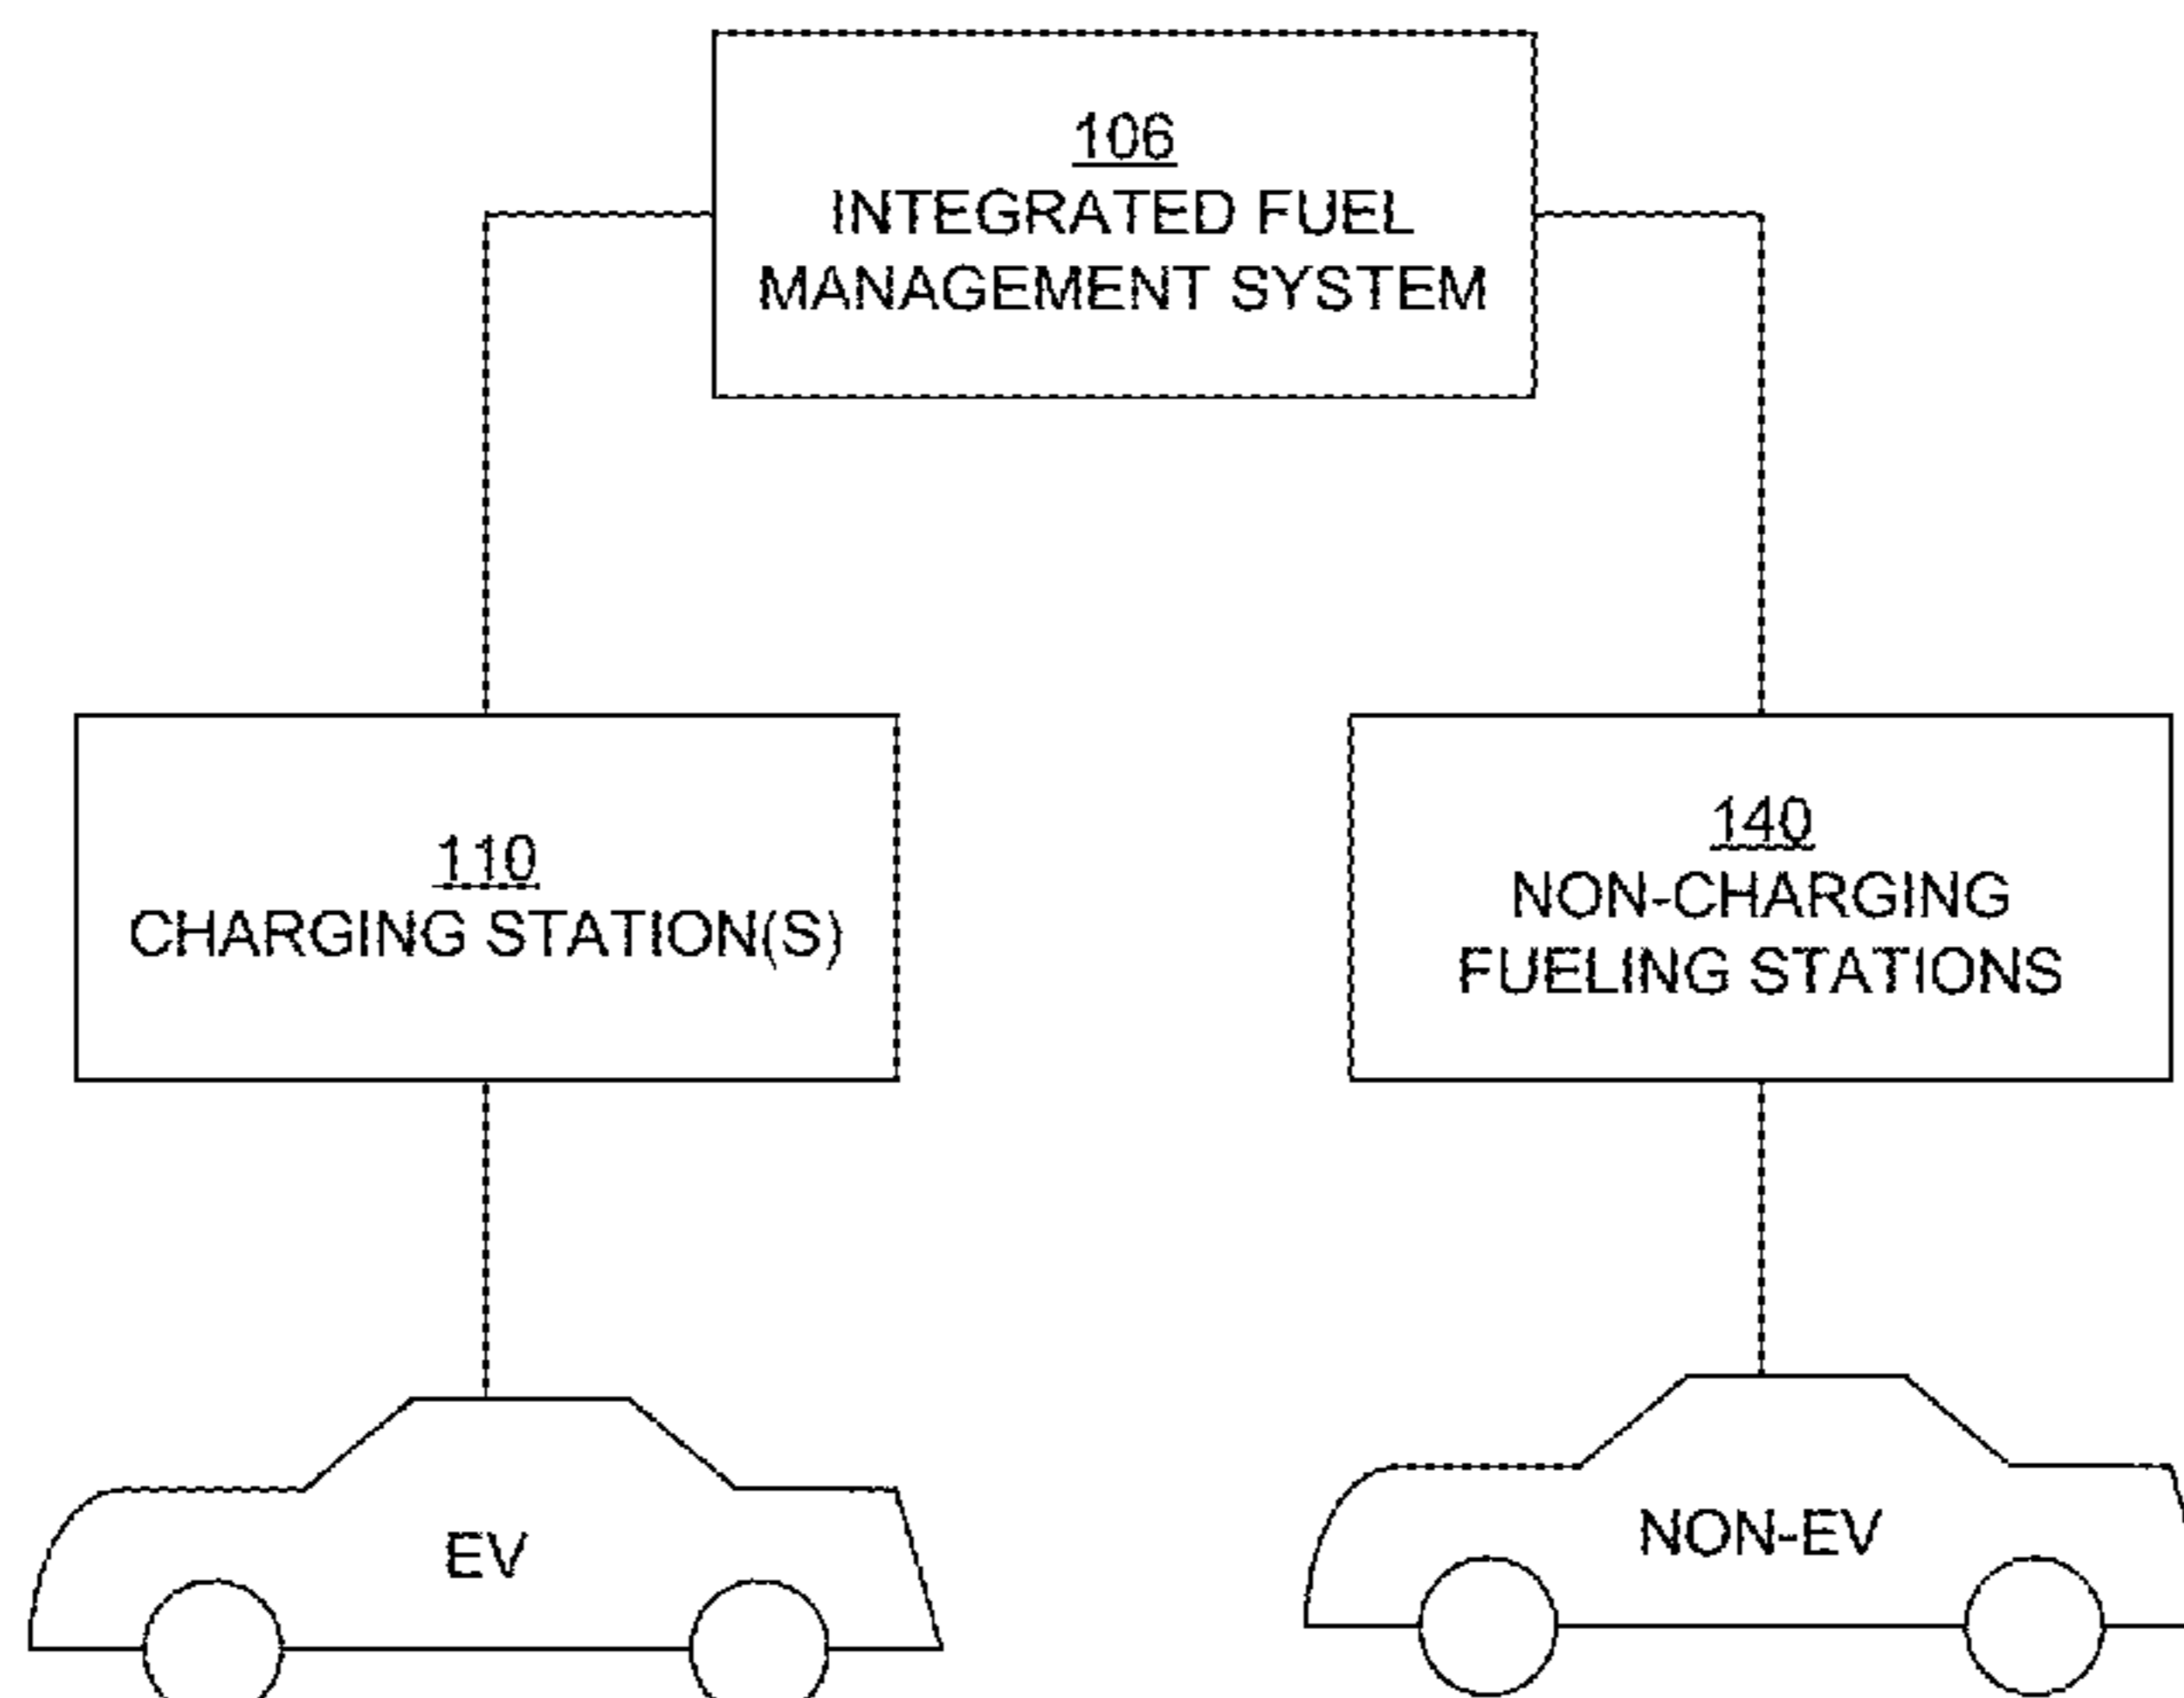 106
INTEGRATED FUEL
MANAGEMENT SYSTEM
110
CHARGING STATION(S)
140
NON-CHARGING
FUELING STATIONS
EV
NON-EV